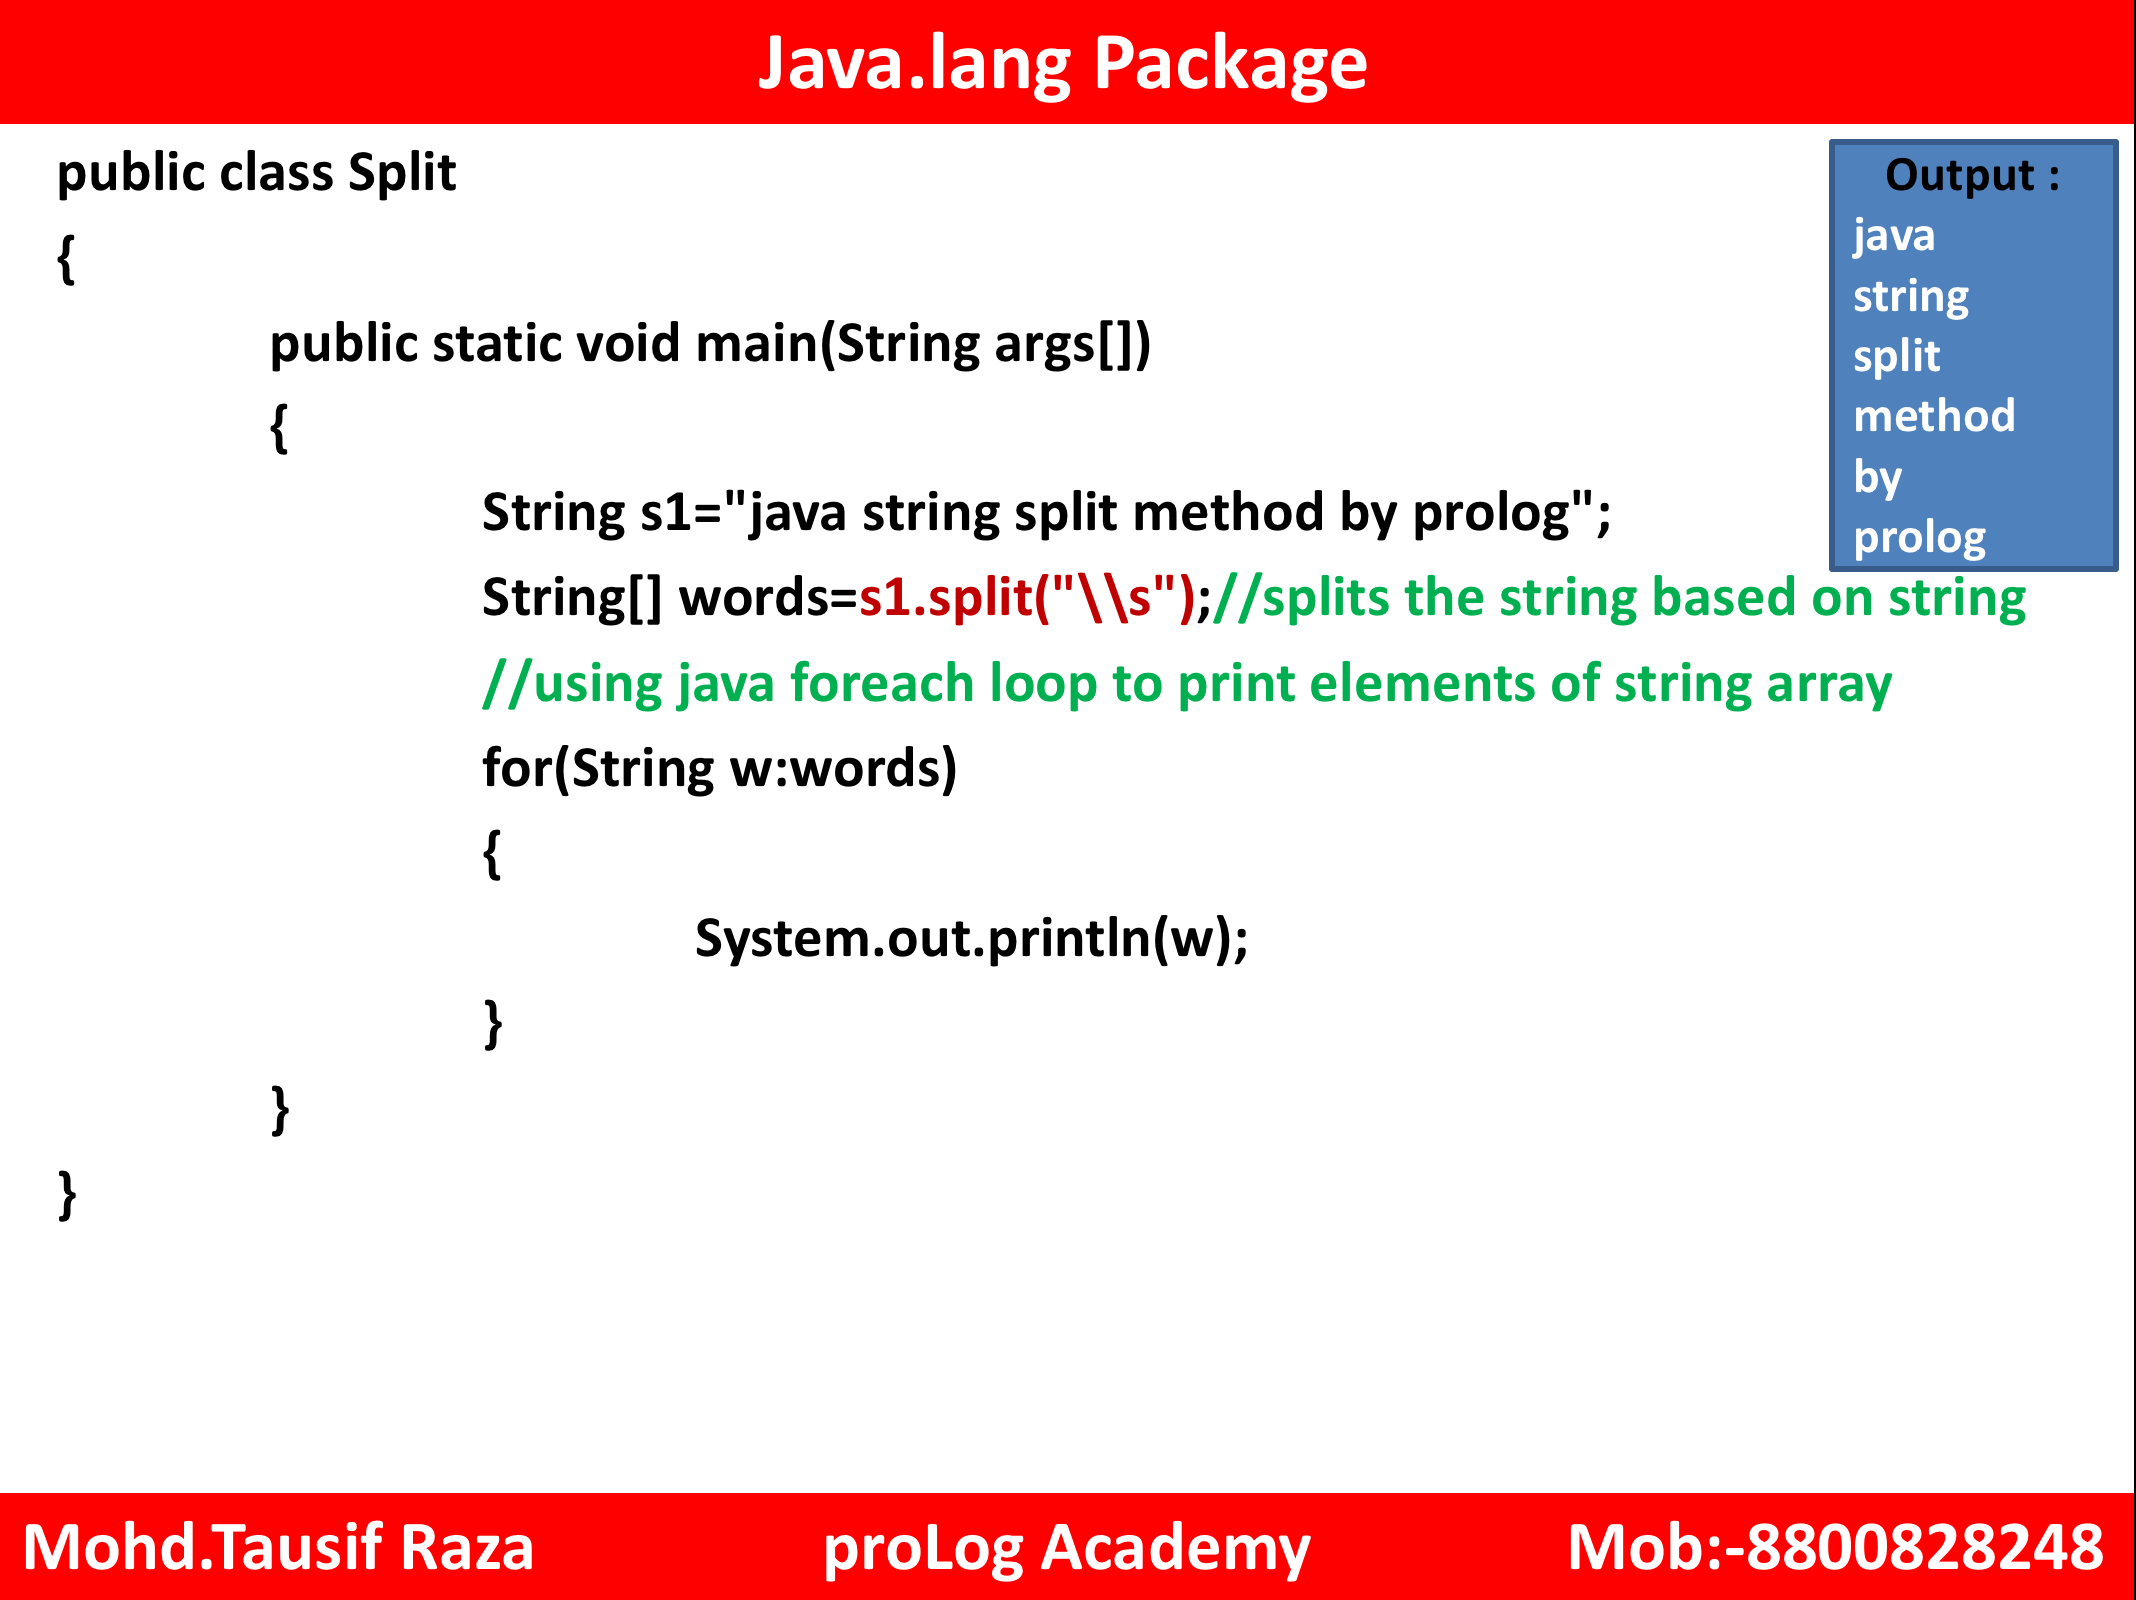 Java.lang Package
public class Split
{
public static void main(String args[])
{
String s1="java string split method by prolog";
String[] words=s1.split("\\s");//splits the string based on string
//using java foreach loop to print elements of string array
for(String w:words)
{
System.out.println(w);
}
}
}
Output :
java
string
split
method
by
prolog
Mohd.Tausif Raza proLog Academy Mob:-8800828248